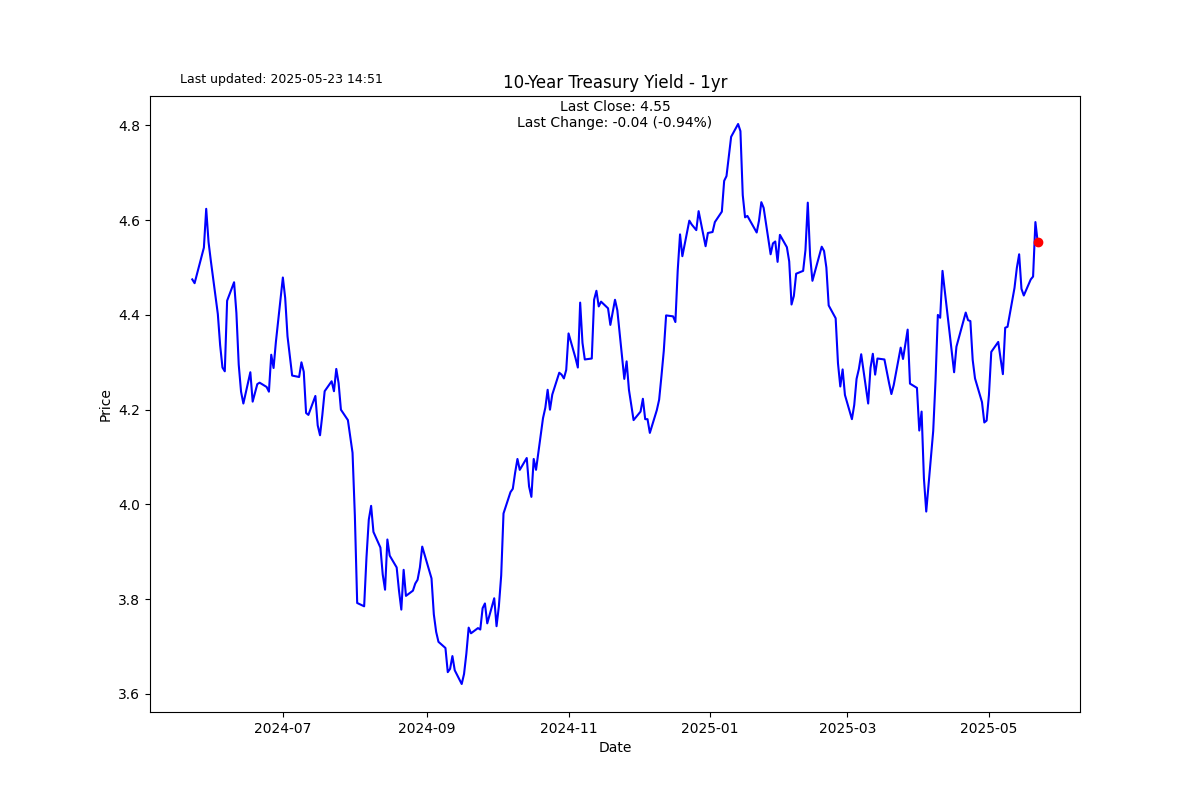 Last updated: 2025-05-23 14:51
10-Year Treasury Yield - 1yr
Last Close: 4.55
Last Change: -0.04 (-0.94%)
4.8
4.6
4.4
4.2
4.0
3.8
3.6
Price
2024-07
2024-09
2024-11
2025-01
2025-03
2025-05
Date